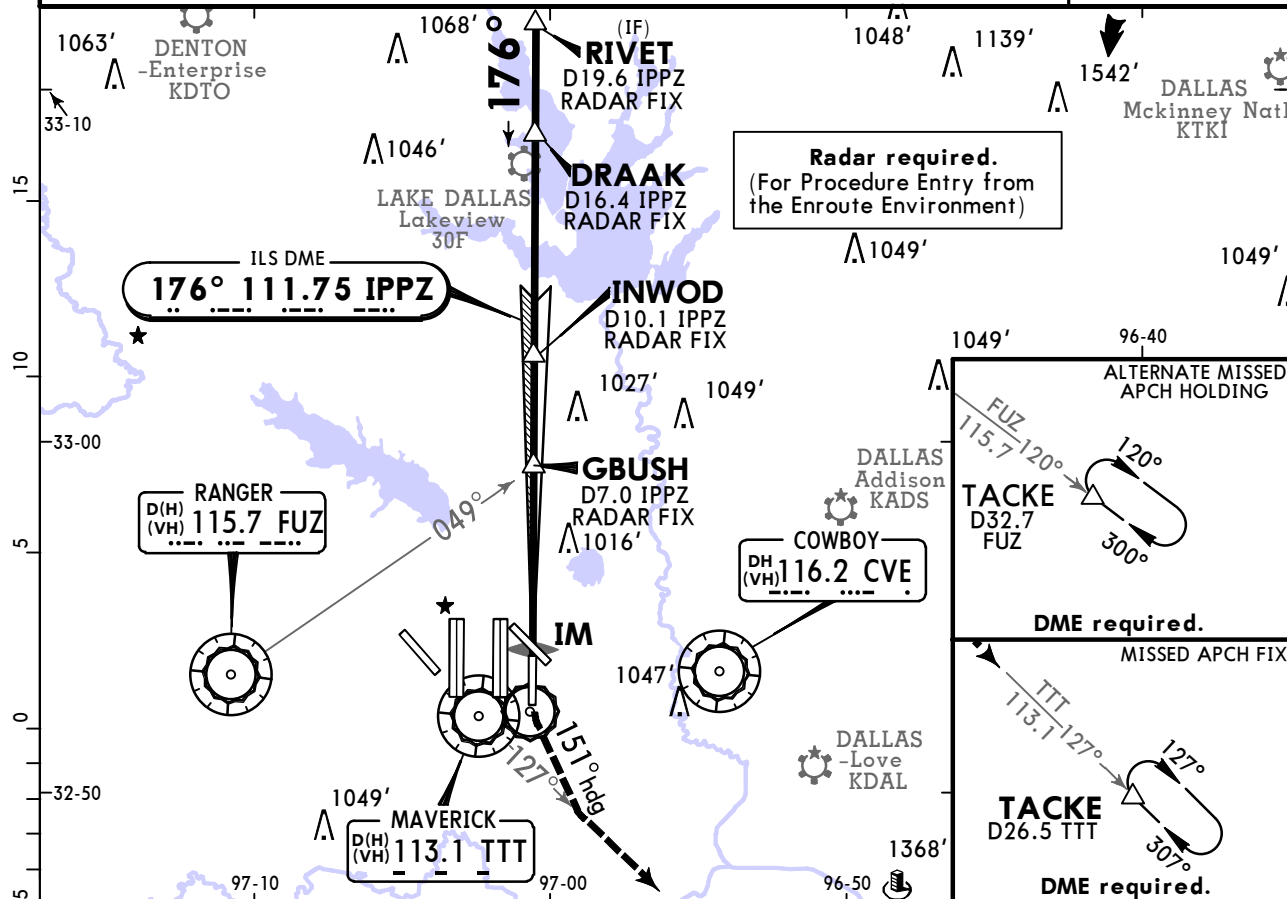 1063'
DENTON
-Enterprise
KDTO
33-10
1068'
176°
(IF)
RIVET
D19.6 IPPZ
RADAR FIX
1048'
1139'
1542'
DALLAS
Mckinney Natl
KTKI
1046'
LAKE DALLAS
Lakeview
30F
DRAAK
D16.4 IPPZ
RADAR FIX
Radar required.
(For Procedure Entry from
the Enroute Environment)
1049'
1049'
15
ILS DME
176° 111.75 IPPZ
INWOD
D10.1 IPPZ
RADAR FIX
10
1027'
1049'
1049'
96-40
ALTERNATE MISSED
APCH HOLDING
FUZ
115.7
120°
120°
300°
TACKE
D32.7
FUZ
DME required.
33-00
GBUSH
D7.0 IPPZ
RADAR FIX
1016'
DALLAS
Addison
KADS
RANGER
D(H)
(VH)
115.7 FUZ
049°
5
COWBOY
DH
(VH)
116.2 CVE
IM
1047'
0
MISSED APCH FIX
TTT
113.1
127°
127°
307°
TACKE
D26.5 TTT
DME required.
151° hdg
127°
DALLAS
-Love
KDAL
32-50
1049'
MAVERICK
D(H)
(VH)
113.1 TTT
1368'
5
97-10
97-00
96-50